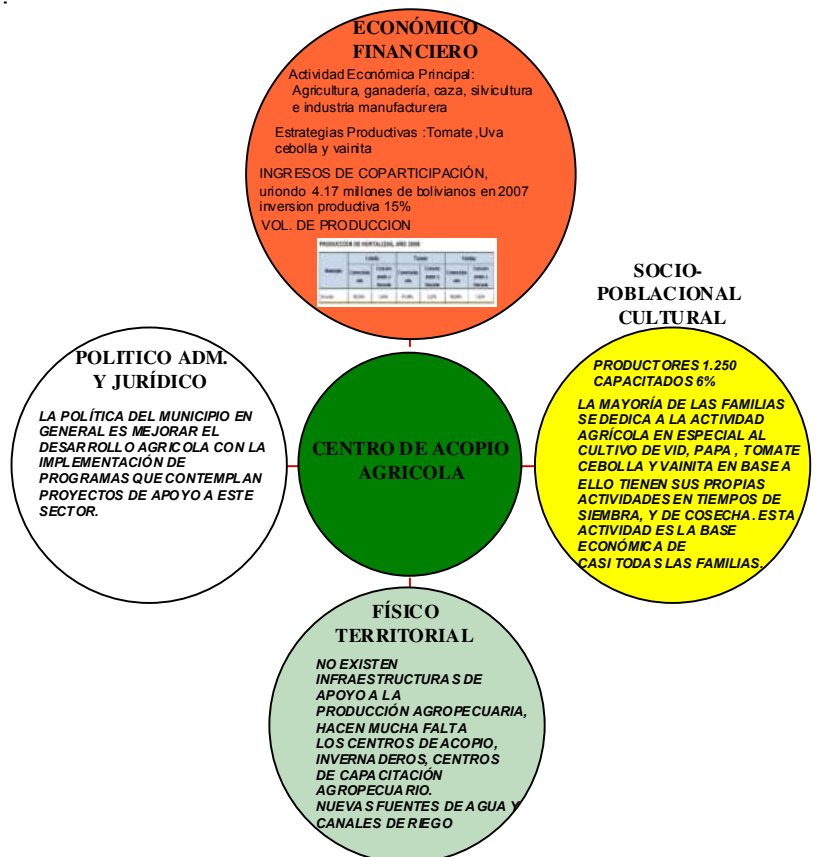 .
ECONÓMICO
FINANCIERO
Actividad Económica Principal:
Agricultura, ganadería, caza, silvicultura
e industria manufacturera
Estrategias Productivas :Tomate ,Uva
cebolla y vainita
INGRESOS DE COPARTICIPACIÓN,
uriondo 4.17 millones de bolivianos en 2007
inversion productiva 15%
VOL. DE PRODUCCION
PRODUCCIÓN DE HORTALIZAS, AÑO 2008
SOCIO-
POBLACIONAL
CULTURAL
PRODUCTORES 1.250
CAPACITADOS 6%
LA MAYORÍA DE LAS FAMILIAS
SE DEDICA A LA ACTIVIDAD
AGRÍCOLA EN ESPECIAL AL
CULTIVO DE VID, PAPA , TOMATE
CEBOLLA Y VAINITA EN BASE A
ELLO TIENEN SUS PROPIAS
ACTIVIDADES EN TIEMPOS DE
SIEMBRA, Y DE COSECHA. ESTA
ACTIVIDAD ES LA BASE
ECONÓMICA DE
CASI TODAS LAS FAMILIAS.
POLITICO ADM.
Y JURÍDICO
LA POLÍTICA DEL MUNICIPIO EN
GENERAL ES MEJORAR EL
DESARROLLO AGRICOLA CON LA
IMPLEMENTACIÓN DE
PROGRAMAS QUE CONTEMPLAN
PROYECTOS DE APOYO A ESTE
SECTOR.
CENTRO DE ACOPIO
AGRICOLA
FÍSICO
TERRITORIAL
NO EXISTEN
INFRAESTRUCTURAS DE
APOYO A LA
PRODUCCIÓN AGROPECUARIA,
HACEN MUCHA FALTA
LOS CENTROS DE ACOPIO,
INVERNADEROS, CENTROS
DE CAPACITACIÓN
AGROPECUARIO.
NUEVAS FUENTES DE AGUA Y
CANALES DE RIEGO